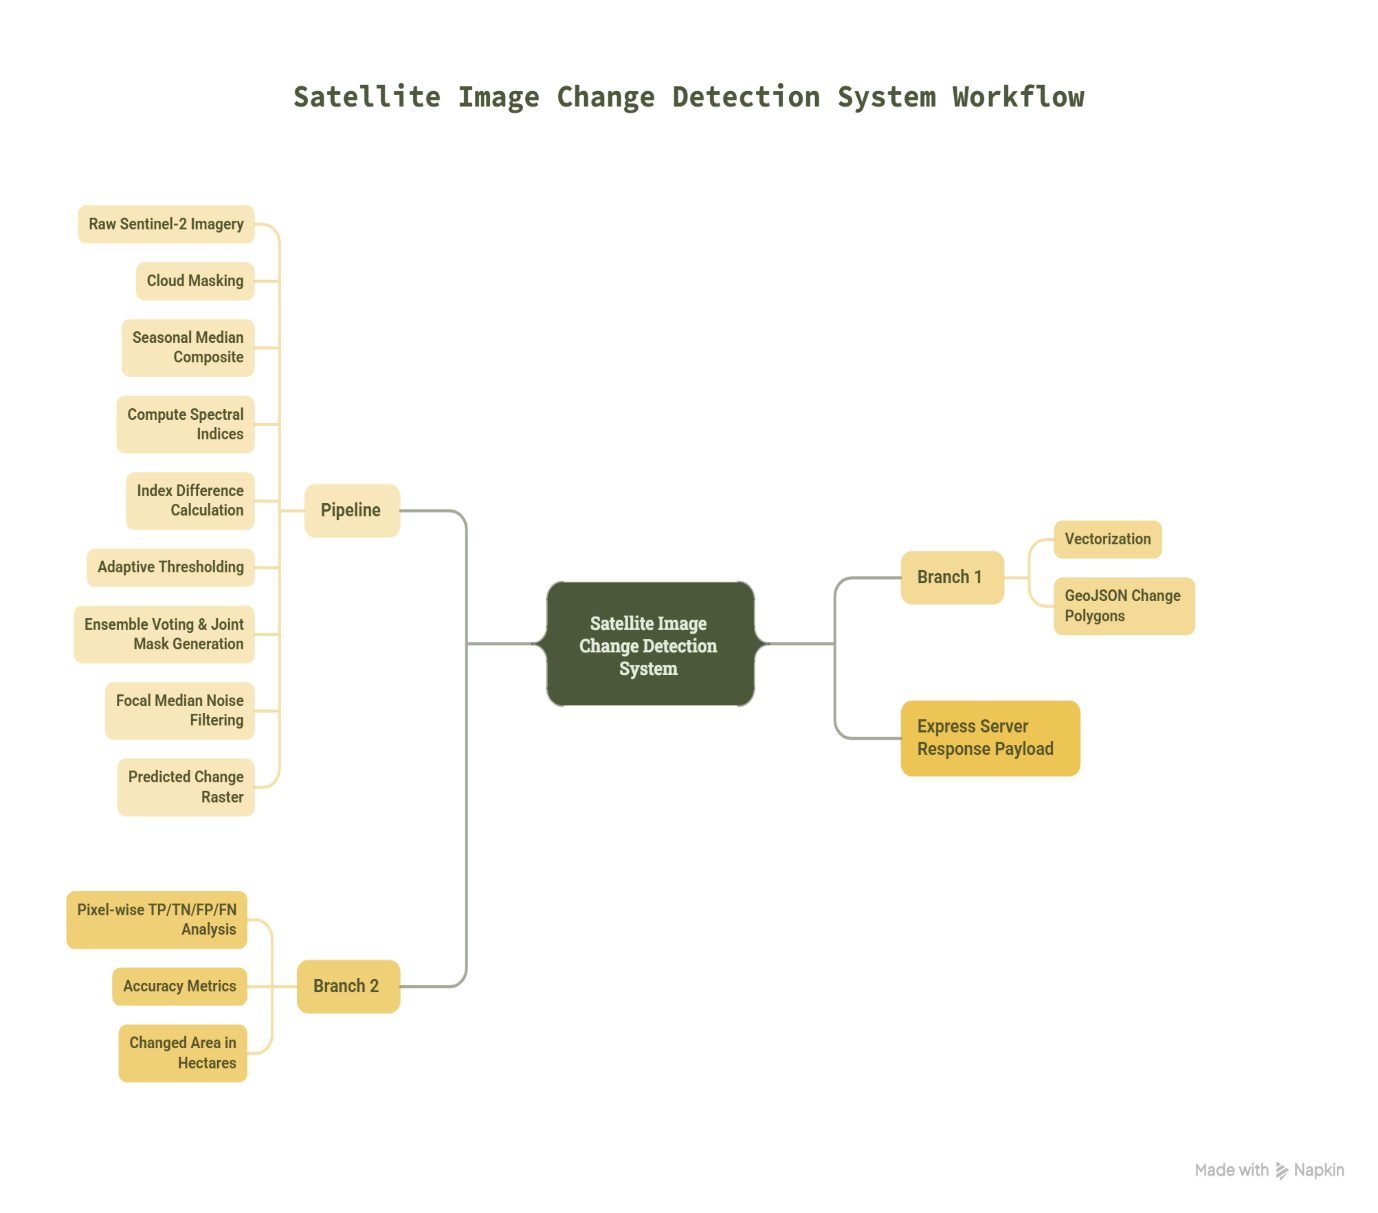 Satellite Image Change Detection System Workflow
Raw Sentinel-2 Imagery
Cloud Masking
Seasonal Median
Composite
Compute Spectral
Indices
Index Difference
Calculation
Adaptive Thresholding
Ensemble Voting & Joint
Mask Generation
Focal Median Noise
Filtering
Predicted Change
Raster
Pipeline
Pixel-wise TP/TN/FP/FN
Analysis
Accuracy Metrics
Changed Area in
Hectares
Branch 2
Satellite Image
Change Detection
System
Branch 1
Vectorization
GeoJSON Change
Polygons
Express Server
Response Payload
Made with Napkin